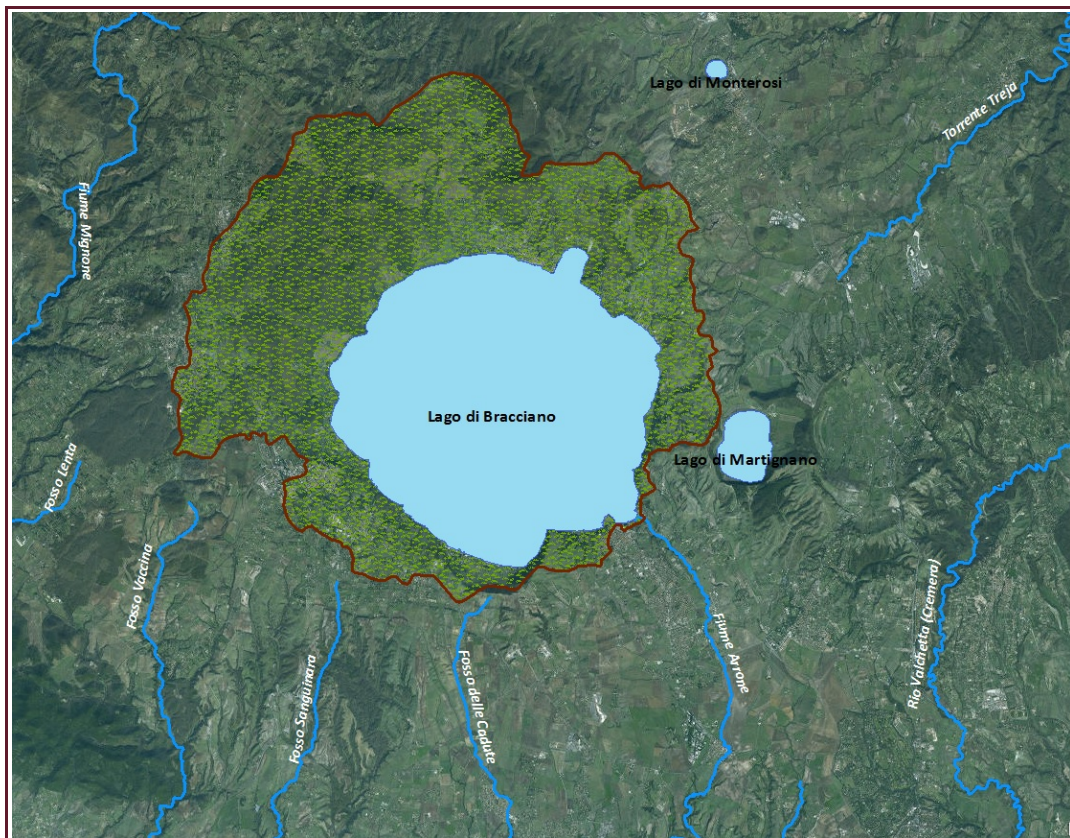 Lago di Monterosi
Torrente Treja
Fiume Mignone
Lago di Bracciano
Lago di Martignano
Fosso Lenta
Fosso Vaccina
Fosso Sanguinara
Fosso delle Cadute
Fiume Arrone
Rio Valchetta (Cremera)